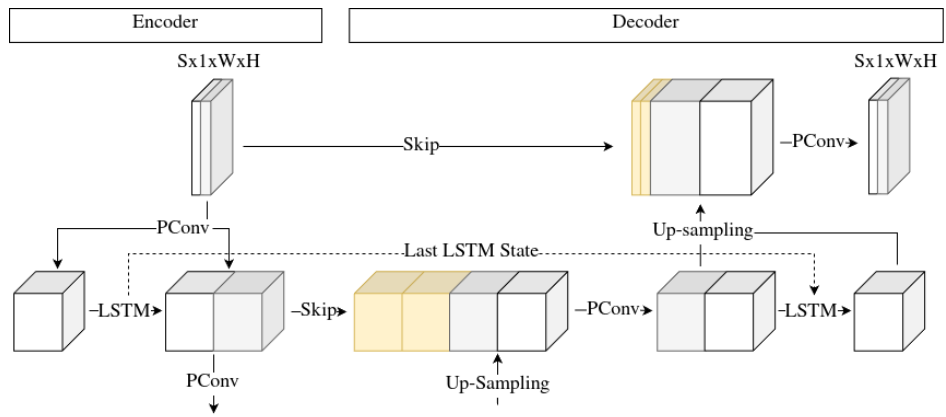 Encoder
Decoder
Sx1xWxH
Sx1xWxH
Skip
PConv
PConv
Up-sampling
Last LSTM State
LSTM
Skip
PConv
LSTM
PConv
Up-Sampling